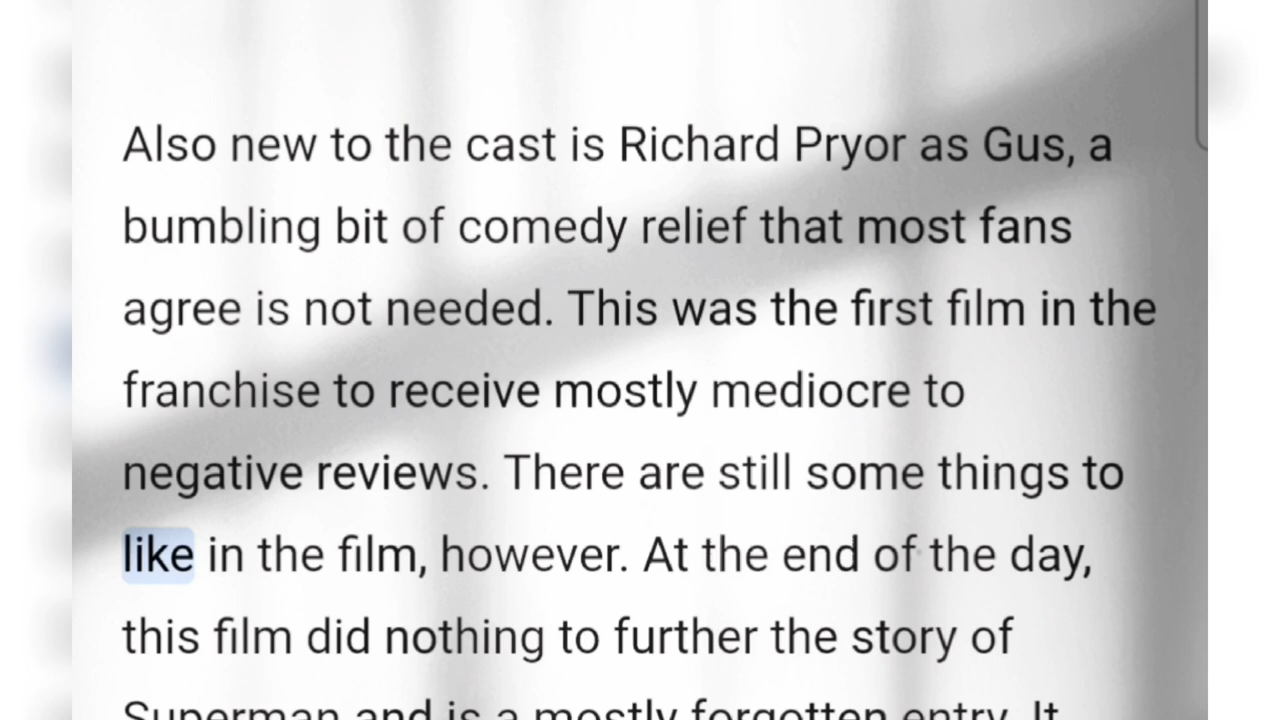 Also new to the cast is Richard Pryor as Gus, a
bumbling bit of comedy relief that most fans
agree is not needed. This was the first film in the
franchise to receive mostly mediocre to
negative reviews. There are still some things to
like in the film, however. At the end of the day,
this film did nothing to further the story of
Superman and is a mostly forgotten entry. It